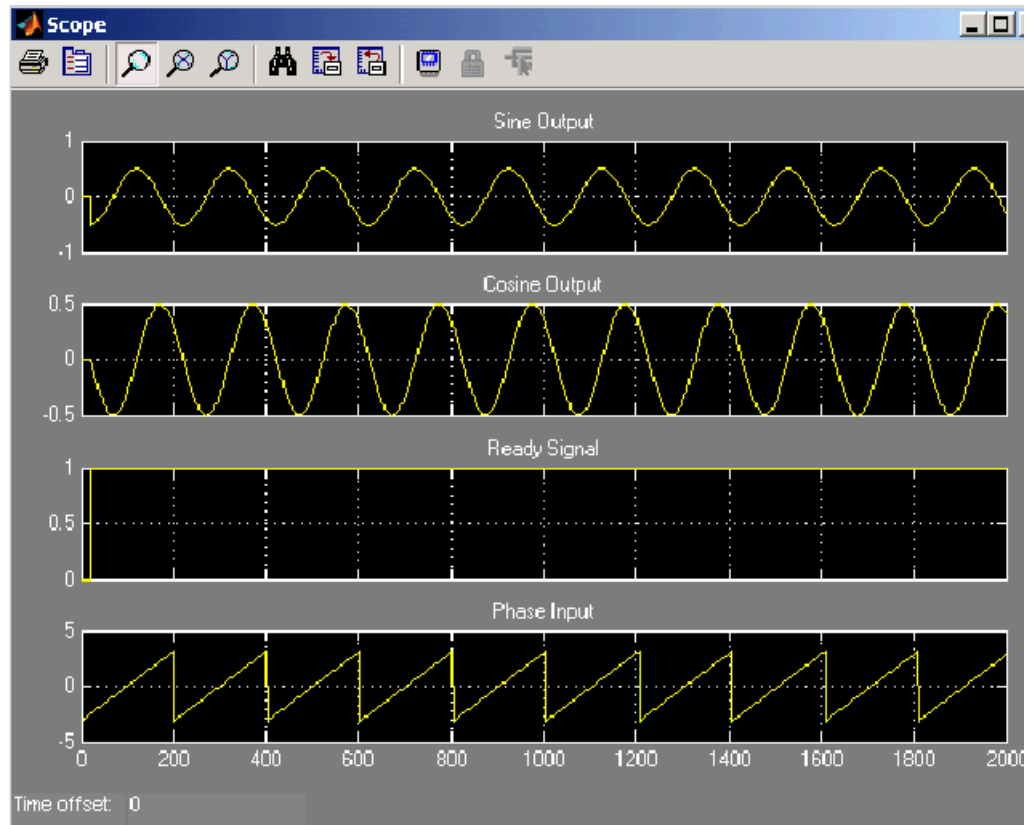 Scope
Sine Output
1
0
-1
Cosine Output
0.5
0
-0.5
Ready Signal
1
0.5
0
Phase Input
5
0
-5
0 200 400 600 800 1000 1200 1400 1600 1800 2000
Time offset: 0